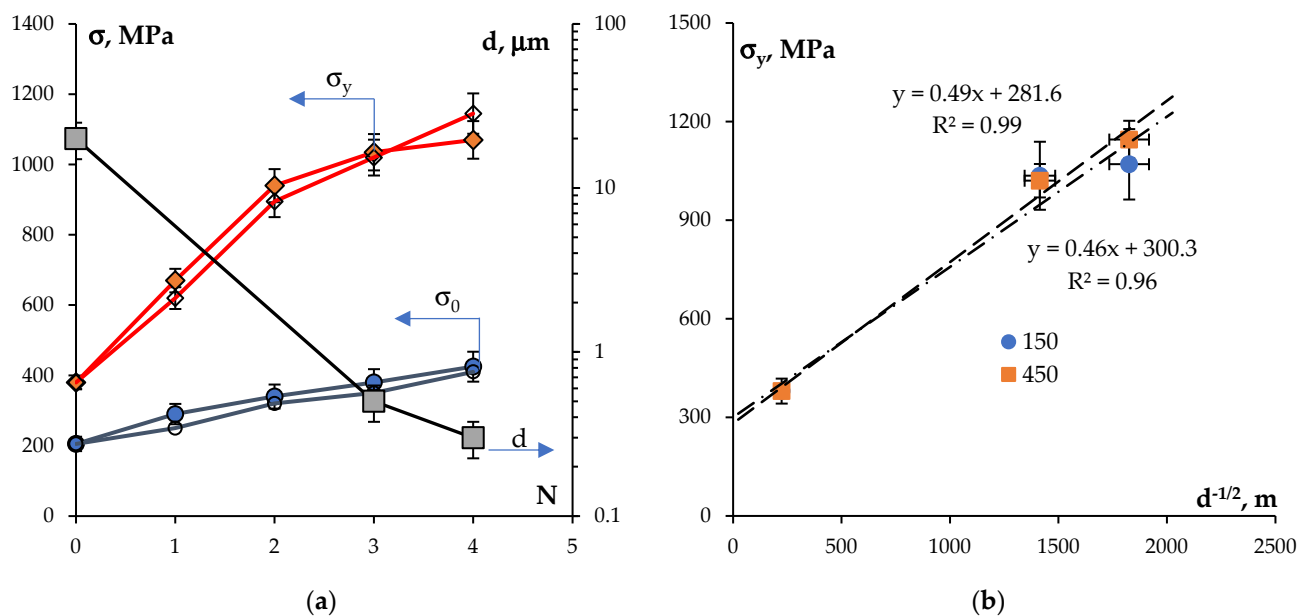 σ, MPa
d, μm
1400
1200
1000
800
600
400
200
0
100
10
1
0.1
σy
σ0
d
N
0 1 2 3 4 5
(a)
σy, MPa
1500
1200
900
600
300
0
y = 0.49x + 281.6
R² = 0.99
y = 0.46x + 300.3
R² = 0.96
150
450
d-1/2, m
0 500 1000 1500 2000 2500
(b)